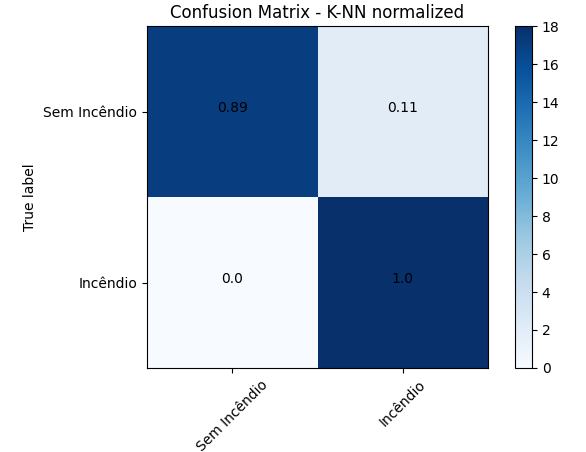 Confusion Matrix - K-NN normalized
True label
Sem Incêndio
0.89
0.11
Incêndio
0.0
1.0
Sem Incêndio
Incêndio
18
16
14
12
10
8
6
4
2
0